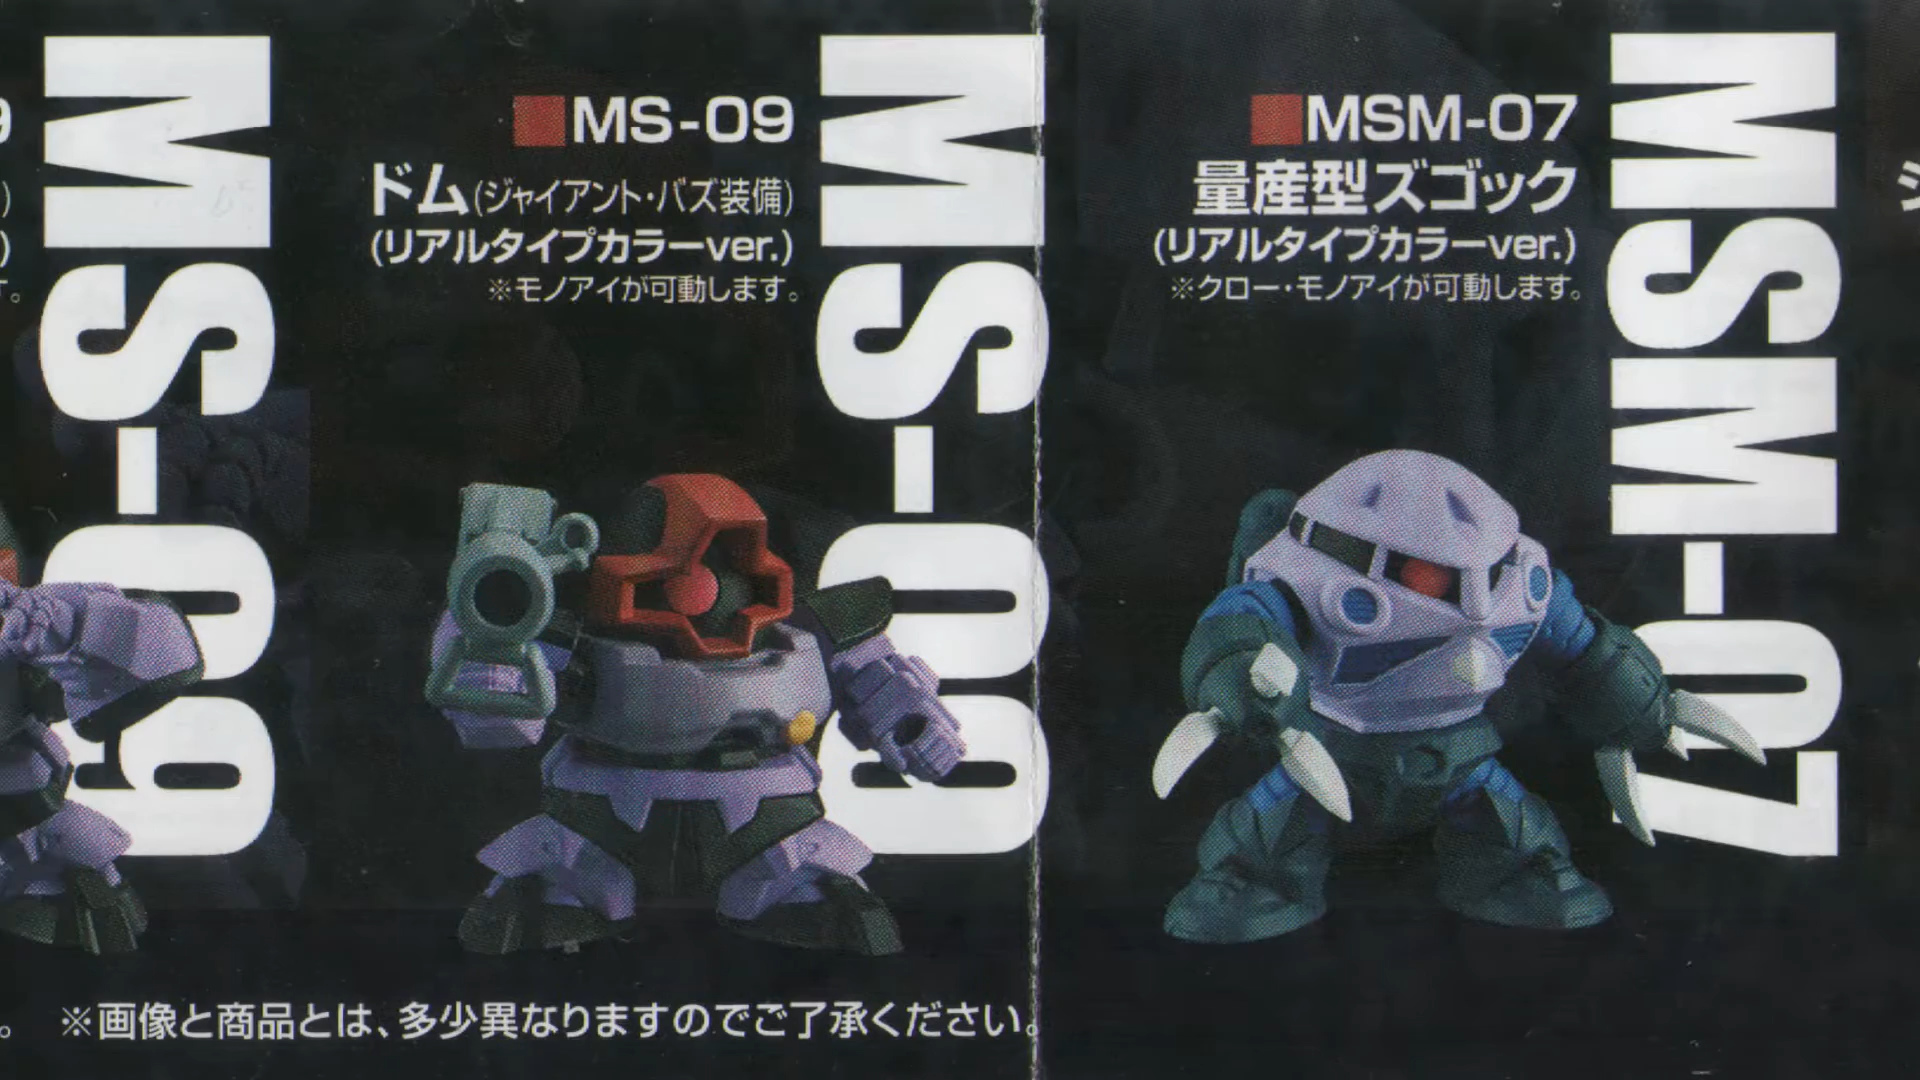 MS-09
■MS-09
ドム(ジャイアント・バズ装備)
(リアルタイプカラーver.)
※モノアイが可動します。
MS-09
■MSM-07
量産型ズゴック
(リアルタイプカラーver.)
※クロー・モノアイが可動します。
MSM-07
※画像と商品とは、多少異なりますのでご了承ください。